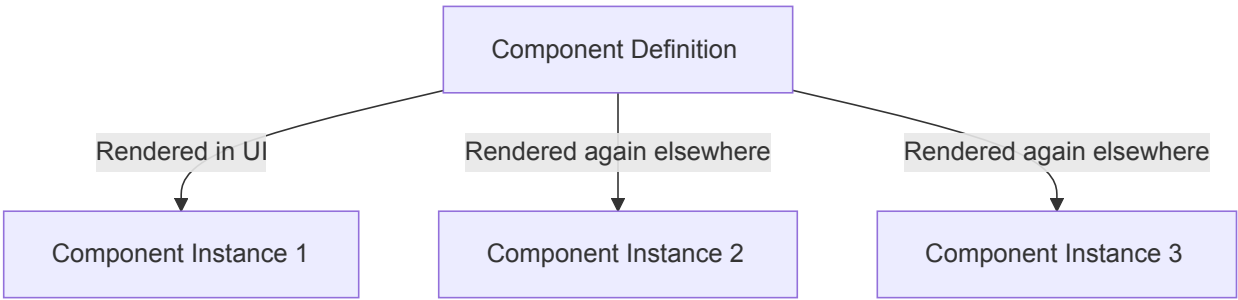 Component Definition
Rendered in UI
Rendered again elsewhere
Rendered again elsewhere
Component Instance 1
Component Instance 2
Component Instance 3